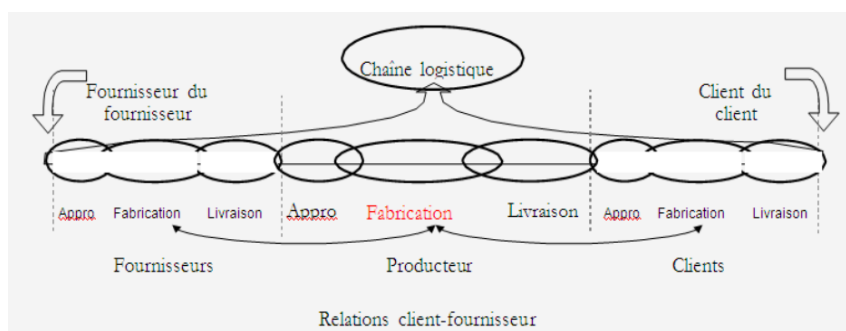 Chaîne logistique
Fournisseur du
fournisseur
Client du
client
Appro Fabrication Livraison Appro Fabrication Livraison Appro Fabrication Livraison
Fournisseurs Producteur Clients
Relations client-fournisseur